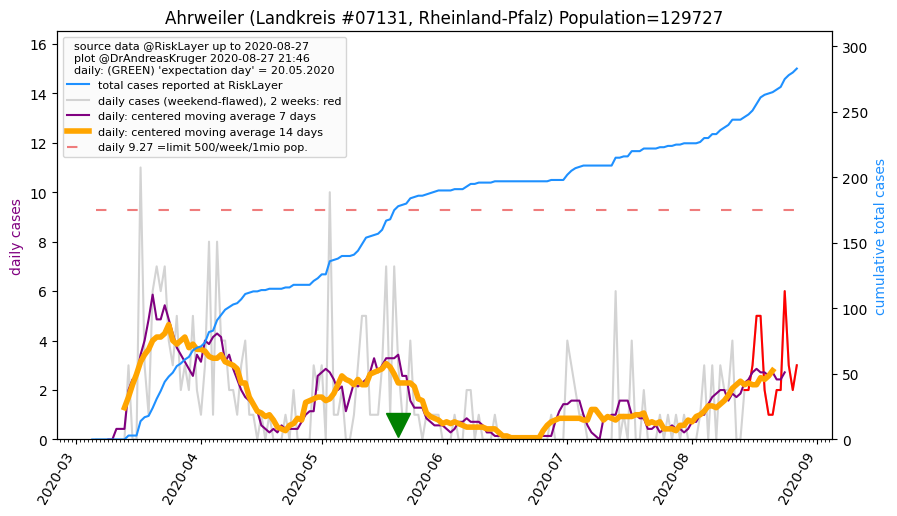 Ahrweiler (Landkreis #07131, Rheinland-Pfalz) Population=129727
source data @RiskLayer up to 2020-08-27
plot @DrAndreasKruger 2020-08-27 21:46
daily: (GREEN) 'expectation day' = 20.05.2020
total cases reported at RiskLayer
daily cases (weekend-flawed), 2 weeks: red
daily: centered moving average 7 days
daily: centered moving average 14 days
daily 9.27 =limit 500/week/1mio pop.
daily cases
16
14
12
10
8
6
4
2
0
cumulative total cases
300
250
200
150
100
50
0
2020-03
2020-04
2020-05
2020-06
2020-07
2020-08
2020-09